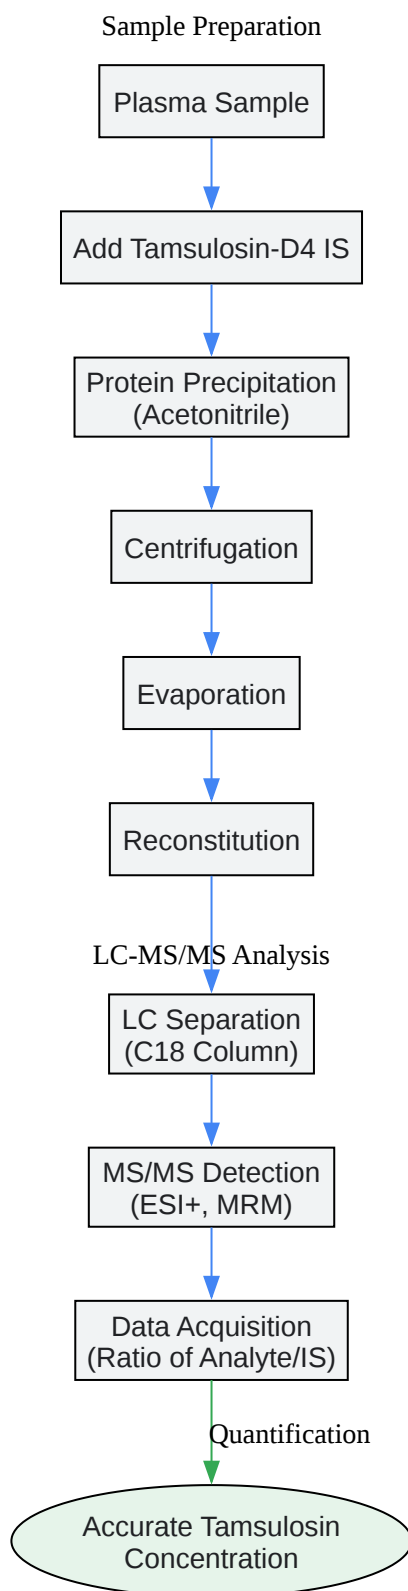 Sample Preparation
Plasma Sample
Add Tamsulosin-D4 IS
Protein Precipitation
(Acetonitrile)
Centrifugation
Evaporation
Reconstitution
LC-MS/MS Analysis
LC Separation
(C18 Column)
MS/MS Detection
(ESI+, MRM)
Data Acquisition
(Ratio of Analyte/IS)
Quantification
Accurate Tamsulosin
Concentration